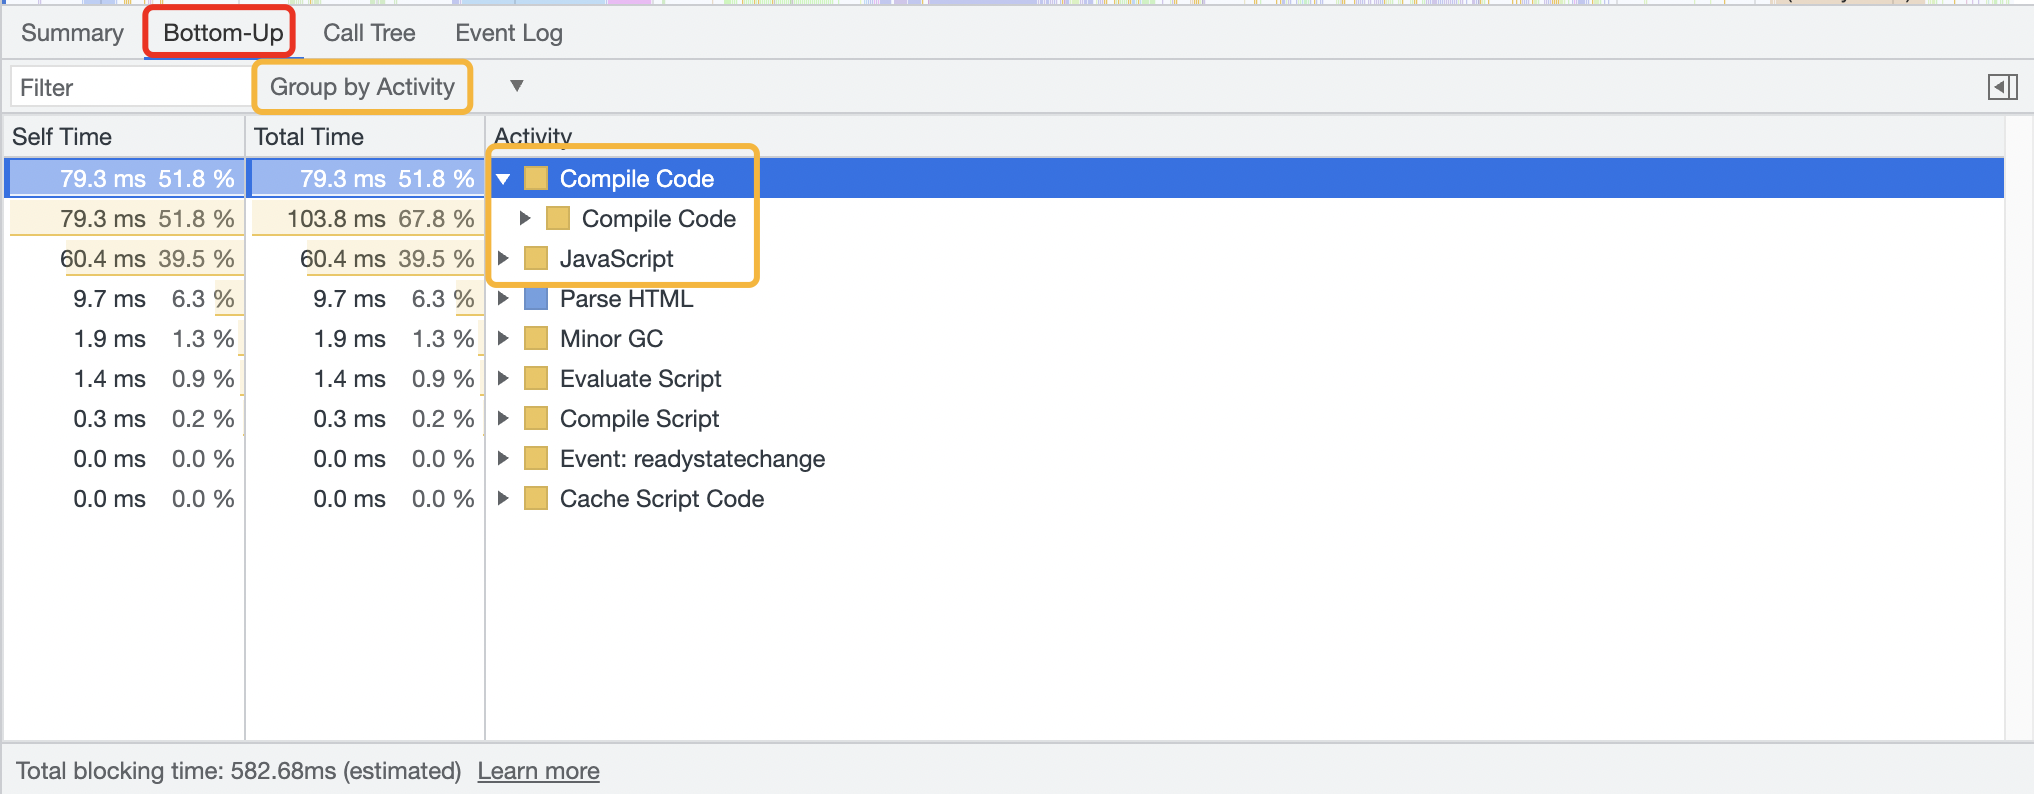 Summary Bottom-Up Call Tree Event Log
Filter Group by Activity ▼
Self Time Total Time Activity
79.3 ms 51.8 % 79.3 ms 51.8 % Compile Code
79.3 ms 51.8 % 103.8 ms 67.8 % Compile Code
60.4 ms 39.5 % 60.4 ms 39.5 % JavaScript
9.7 ms 6.3 % 9.7 ms 6.3 % Parse HTML
1.9 ms 1.3 % 1.9 ms 1.3 % Minor GC
1.4 ms 0.9 % 1.4 ms 0.9 % Evaluate Script
0.3 ms 0.2 % 0.3 ms 0.2 % Compile Script
0.0 ms 0.0 % 0.0 ms 0.0 % Event: readystatechange
0.0 ms 0.0 % 0.0 ms 0.0 % Cache Script Code
Total blocking time: 582.68ms (estimated) Learn more